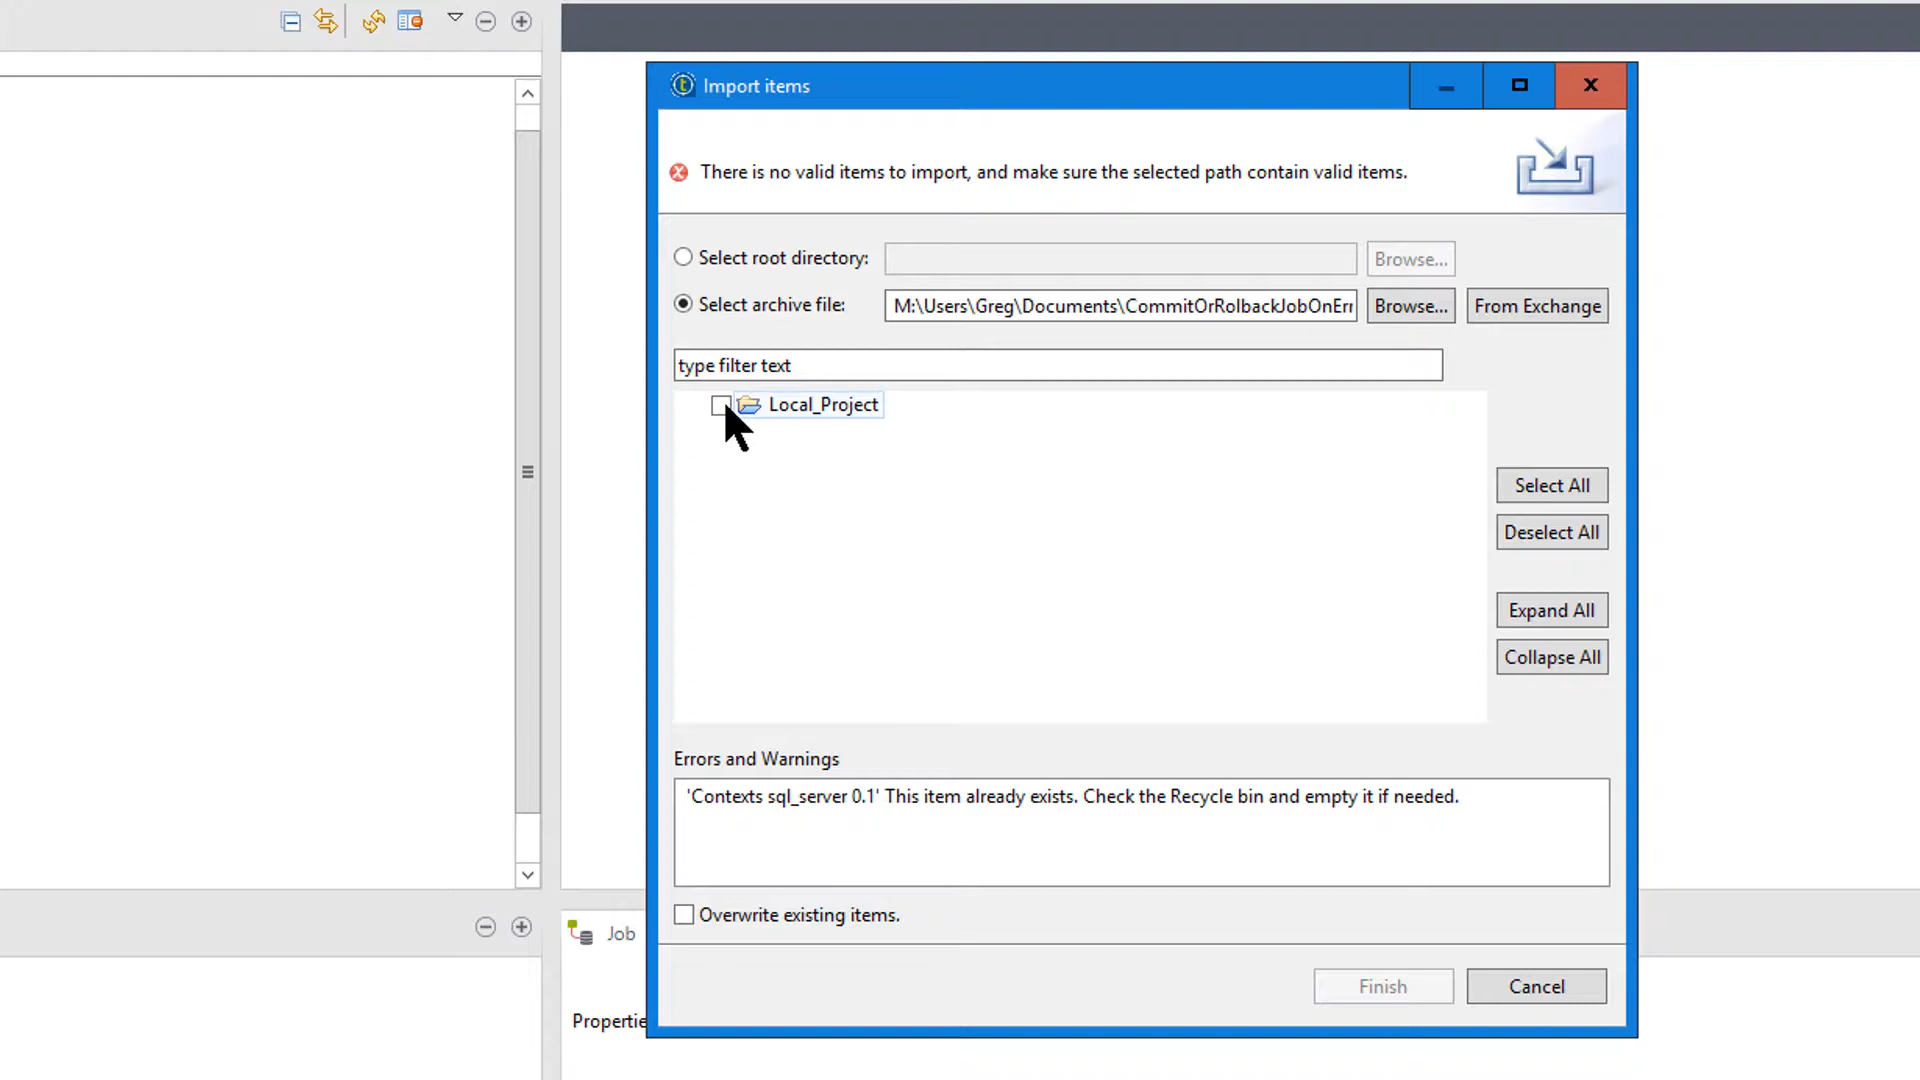 Import items
There is no valid items to import, and make sure the selected path contain valid items.
Select root directory:
Browse...
Select archive file:
M:\Users\Greg\Documents\CommitOrRolbackJobOnErr
Browse...
From Exchange
type filter text
Local_Project
Select All
Deselect All
Expand All
Collapse All
Errors and Warnings
'Contexts sql_server 0.1' This item already exists. Check the Recycle bin and empty it if needed.
Overwrite existing items.
Job
Finish
Cancel
Propertie